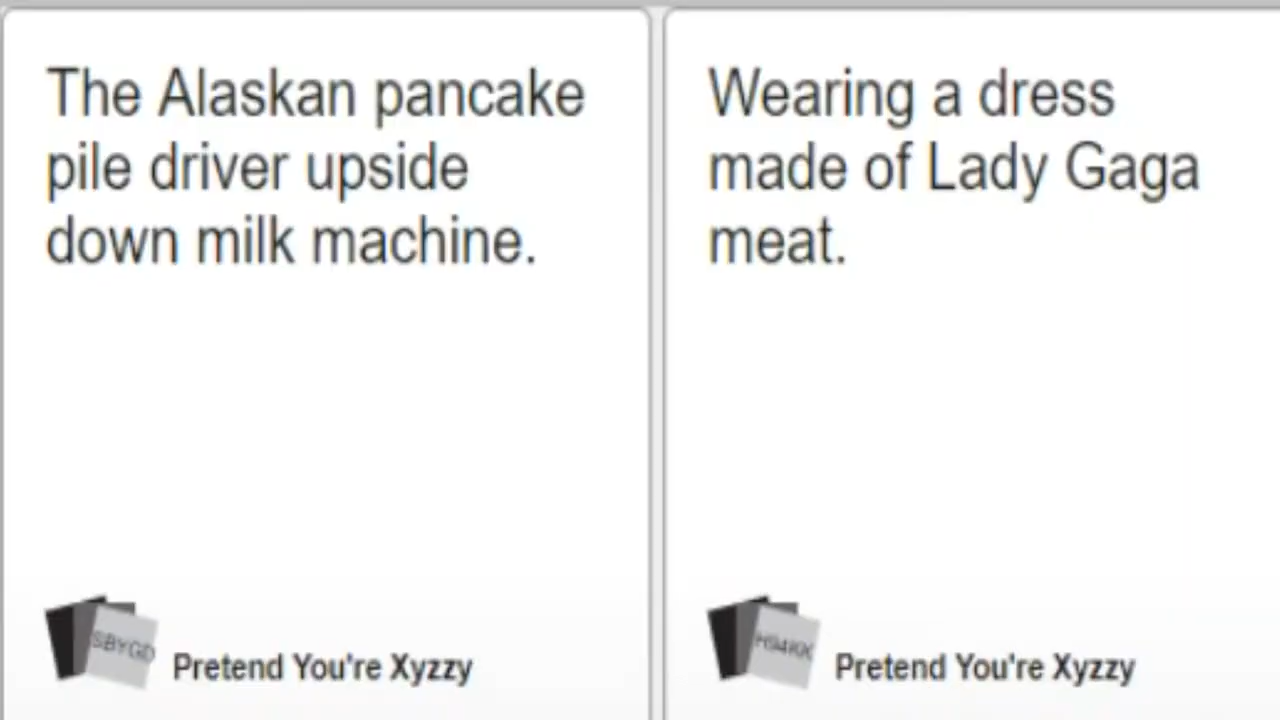 The Alaskan pancake
pile driver upside
down milk machine.
SBYGD
Pretend You're Xyzzy
Wearing a dress
made of Lady Gaga
meat.
Pretend You're Xyzzy